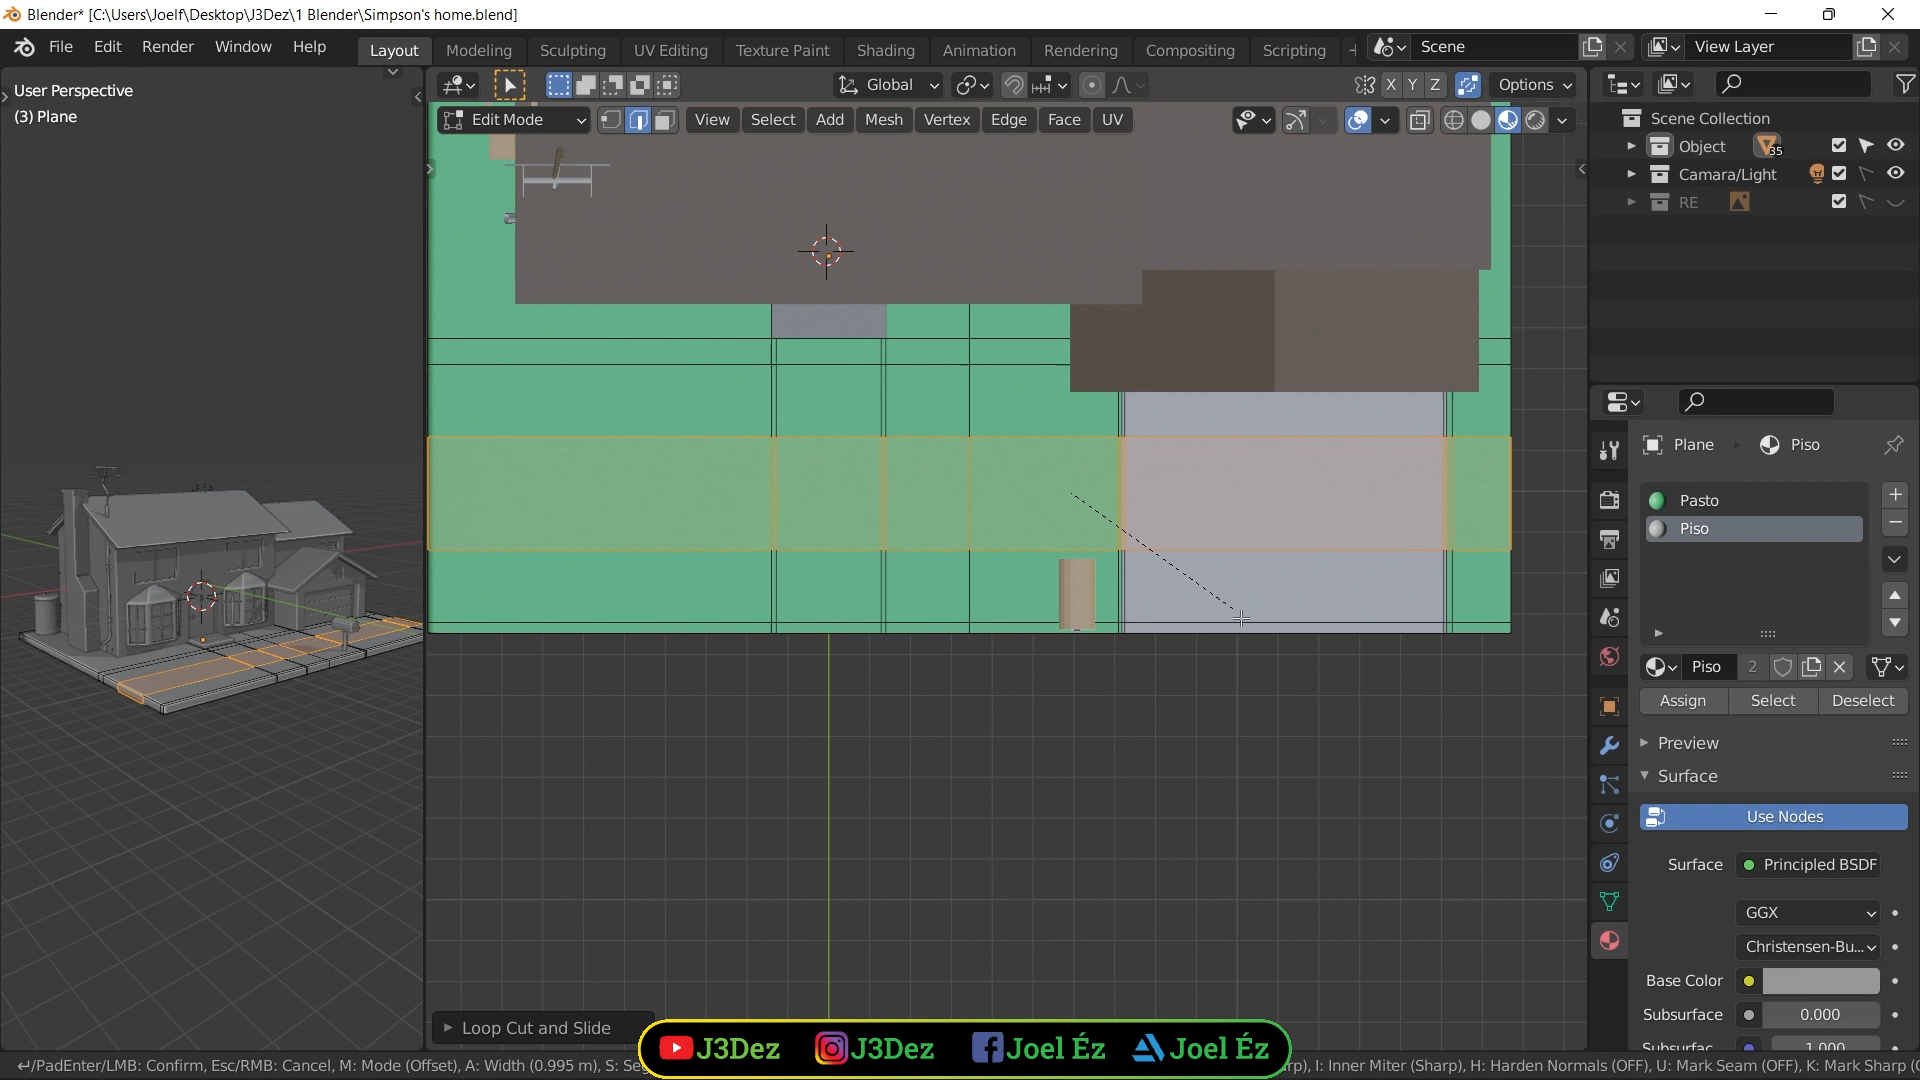 Blender* [C:\Users\Joelf\Desktop\J3Dez\1 Blender\Simpson's home.blend]
File Edit Render Window Help Layout Modeling Sculpting UV Editing Texture Paint Shading Animation Rendering Compositing Scripting Scene View Layer
User Perspective
(3) Plane
Global X Y Z Options
Edit Mode View Select Add Mesh Vertex Edge Face UV
Scene Collection
Object 35
Camara/Light
RE
Plane Piso
Pasto
Piso
Piso 2
Assign Select Deselect
Preview
Surface
Use Nodes
Surface Principled BSDF
GGX
Christensen-Bu...
Base Color
Subsurface 0.000
Subsurfac 1.000
Loop Cut and Slide
J3Dez J3Dez Joel Éz Joel Éz
/PadEnter/LMB: Confirm, Esc/RMB: Cancel, M: Mode (Offset), A: Width (0.995 m), S: Se rp), I: Inner Miter (Sharp), H: Harden Normals (OFF), U: Mark Seam (OFF), K: Mark Sharp (